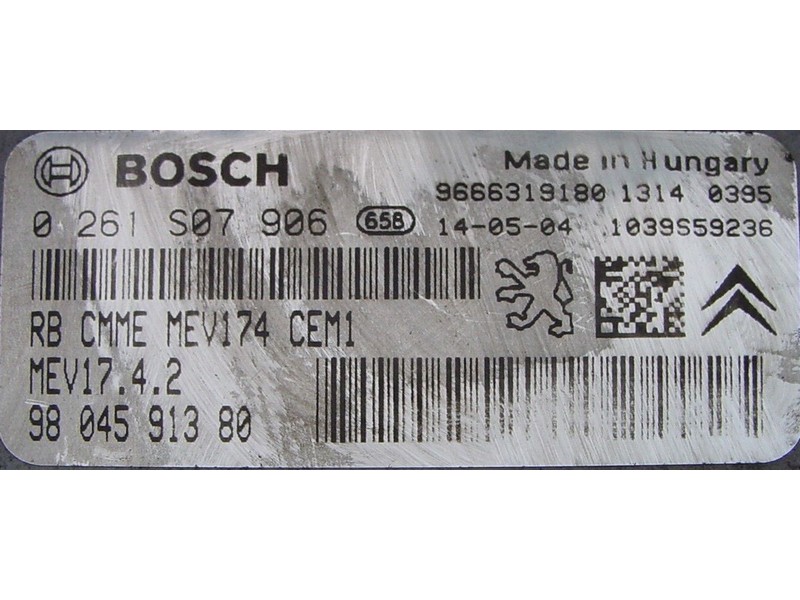 BOSCH
Made in Hungary
9666319180 1314 0395
0 261 S07 906 658 14-05-04 1039S59236
RB CMME MEV174 CEM1
MEV17.4.2
98 045 913 80